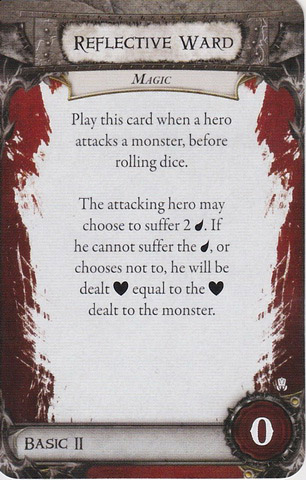 Reflective Ward
Magic
Play this card when a hero
attacks a monster, before
rolling dice.
The attacking hero may
choose to suffer 2 . If
he cannot suffer the , or
chooses not to, he will be
dealt ♥ equal to the ♥
dealt to the monster.
Basic II
0